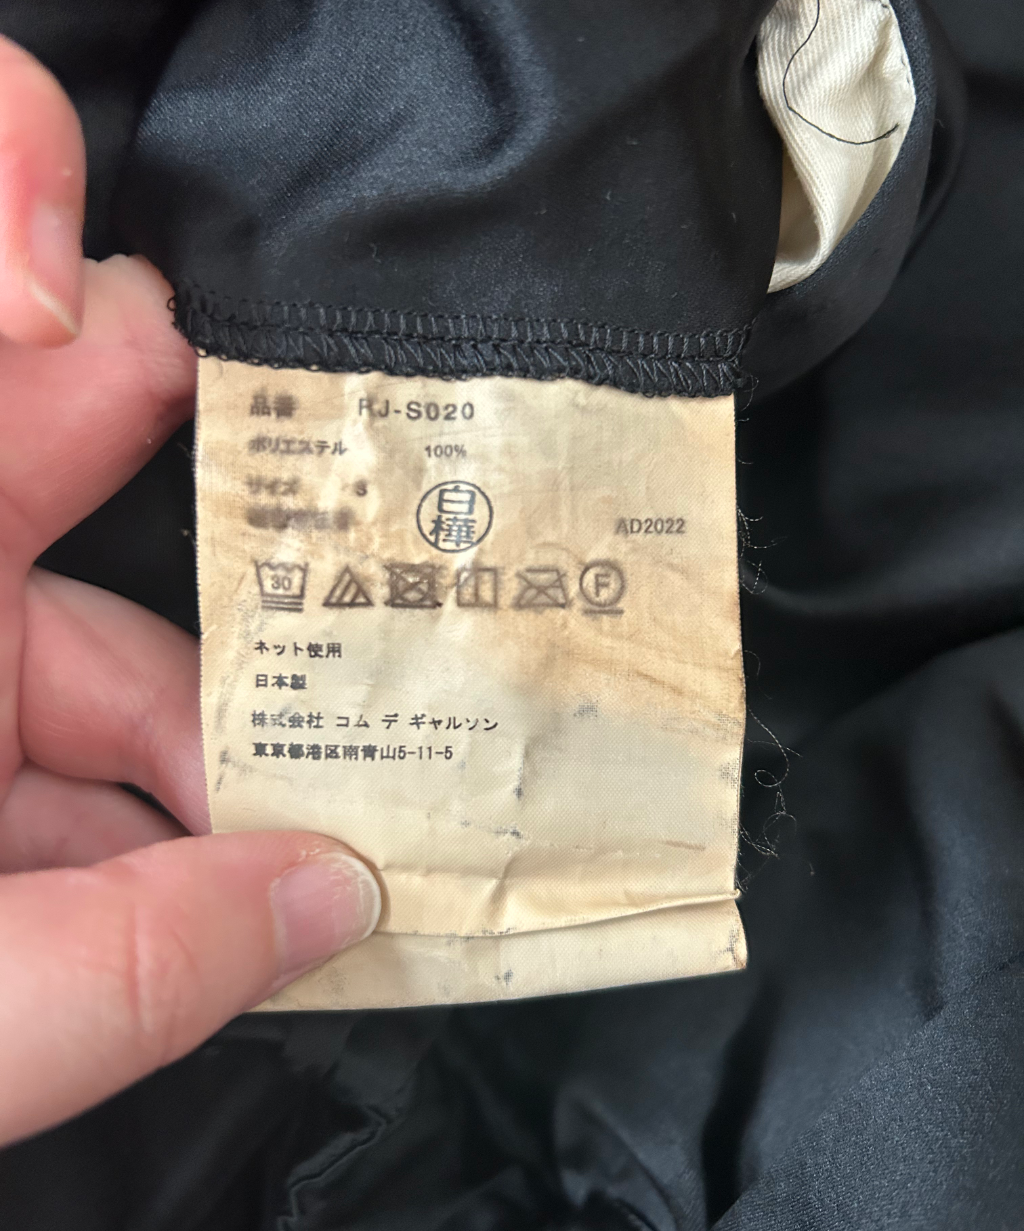 品番 RJ-S020
ポリエステル 100%
サイズ S
白樺
AD2022
30 F
ネット使用
日本製
株式会社 コム デ ギャルソン
東京都港区南青山5-11-5